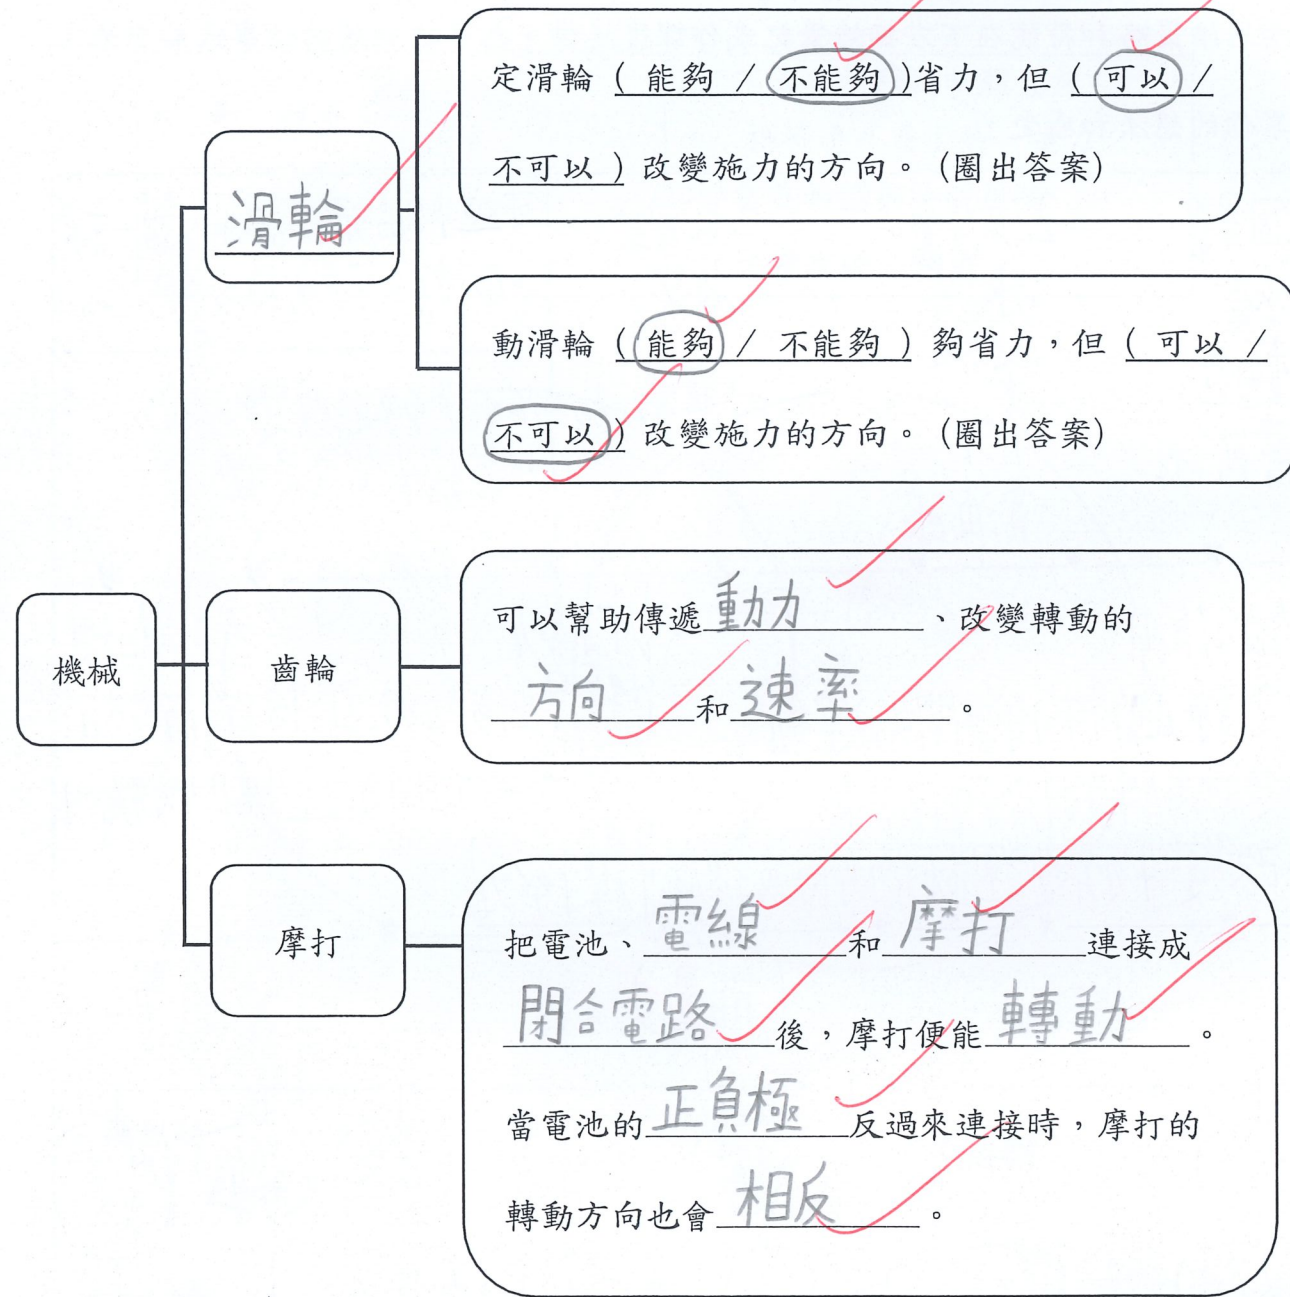 定滑輪 ( 能夠 / 不能夠 )省力，但 ( 可以 /
不可以 ) 改變施力的方向。(圈出答案)
滑輪
動滑輪 ( 能夠 / 不能夠 ) 夠省力，但 ( 可以 /
不可以 ) 改變施力的方向。(圈出答案)
可以幫助傳遞動力、改變轉動的
方向和速率。
機械
齒輪
摩打
把電池、電線和摩打連接成
閉合電路後，摩打便能轉動。
當電池的正負極反過來連接時，摩打的
轉動方向也會相反。